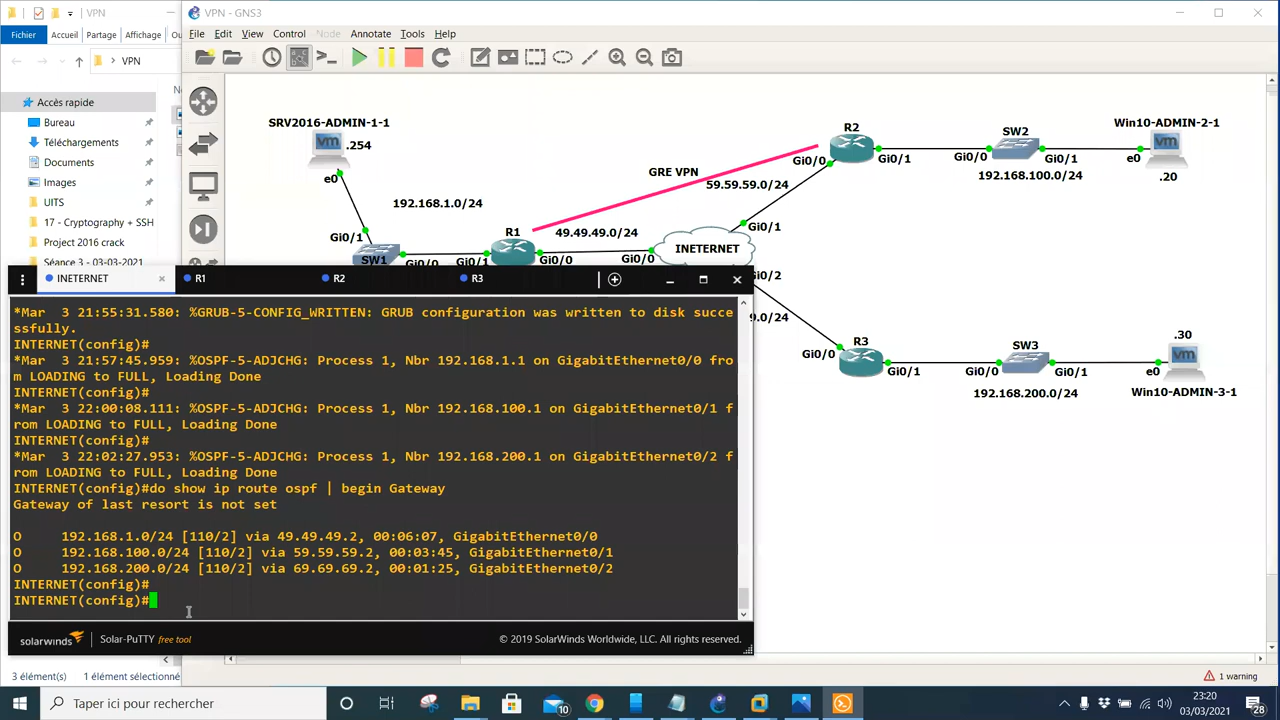 VPN
VPN - GNS3
Fichier
Accueil
Partage
Affichage
File
Edit
View
Control
Node
Annotate
Tools
Help
VPN
Accès rapide
Bureau
Téléchargements
Documents
Images
UITS
17 - Cryptography + SSH
Project 2016 crack
Séance 3 - 03-03-2021
SRV2016-ADMIN-1-1
.254
e0
192.168.1.0/24
Gi0/1
SW1
Gi0/0
Gi0/1
R1
Gi0/0
49.49.49.0/24
Gi0/0
GRE VPN
59.59.59.0/24
R2
Gi0/0
Gi0/1
INETERNET
Gi0/1
Gi0/0
SW2
Gi0/1
192.168.100.0/24
Win10-ADMIN-2-1
e0
.20
R3
Gi0/0
Gi0/1
Gi0/0
SW3
Gi0/1
192.168.200.0/24
.30
e0
Win10-ADMIN-3-1
INETERNET
R1
R2
R3
*Mar  3 21:55:31.580: %GRUB-5-CONFIG_WRITTEN: GRUB configuration was written to disk succe
ssfully.
INTERNET(config)#
*Mar  3 21:57:45.959: %OSPF-5-ADJCHG: Process 1, Nbr 192.168.1.1 on GigabitEthernet0/0 fro
m LOADING to FULL, Loading Done
INTERNET(config)#
*Mar  3 22:00:08.111: %OSPF-5-ADJCHG: Process 1, Nbr 192.168.100.1 on GigabitEthernet0/1 f
rom LOADING to FULL, Loading Done
INTERNET(config)#
*Mar  3 22:02:27.953: %OSPF-5-ADJCHG: Process 1, Nbr 192.168.200.1 on GigabitEthernet0/2 f
rom LOADING to FULL, Loading Done
INTERNET(config)#do show ip route ospf | begin Gateway
Gateway of last resort is not set
O     192.168.1.0/24 [110/2] via 49.49.49.2, 00:06:07, GigabitEthernet0/0
O     192.168.100.0/24 [110/2] via 59.59.59.2, 00:03:45, GigabitEthernet0/1
O     192.168.200.0/24 [110/2] via 69.69.69.2, 00:01:25, GigabitEthernet0/2
INTERNET(config)#
INTERNET(config)#
solarwinds
Solar-PuTTY free tool
© 2019 SolarWinds Worldwide, LLC. All rights reserved.
3 élément(s)
1 élément sélectionné
1 warning
Taper ici pour rechercher
10
23:20
03/03/2021
28